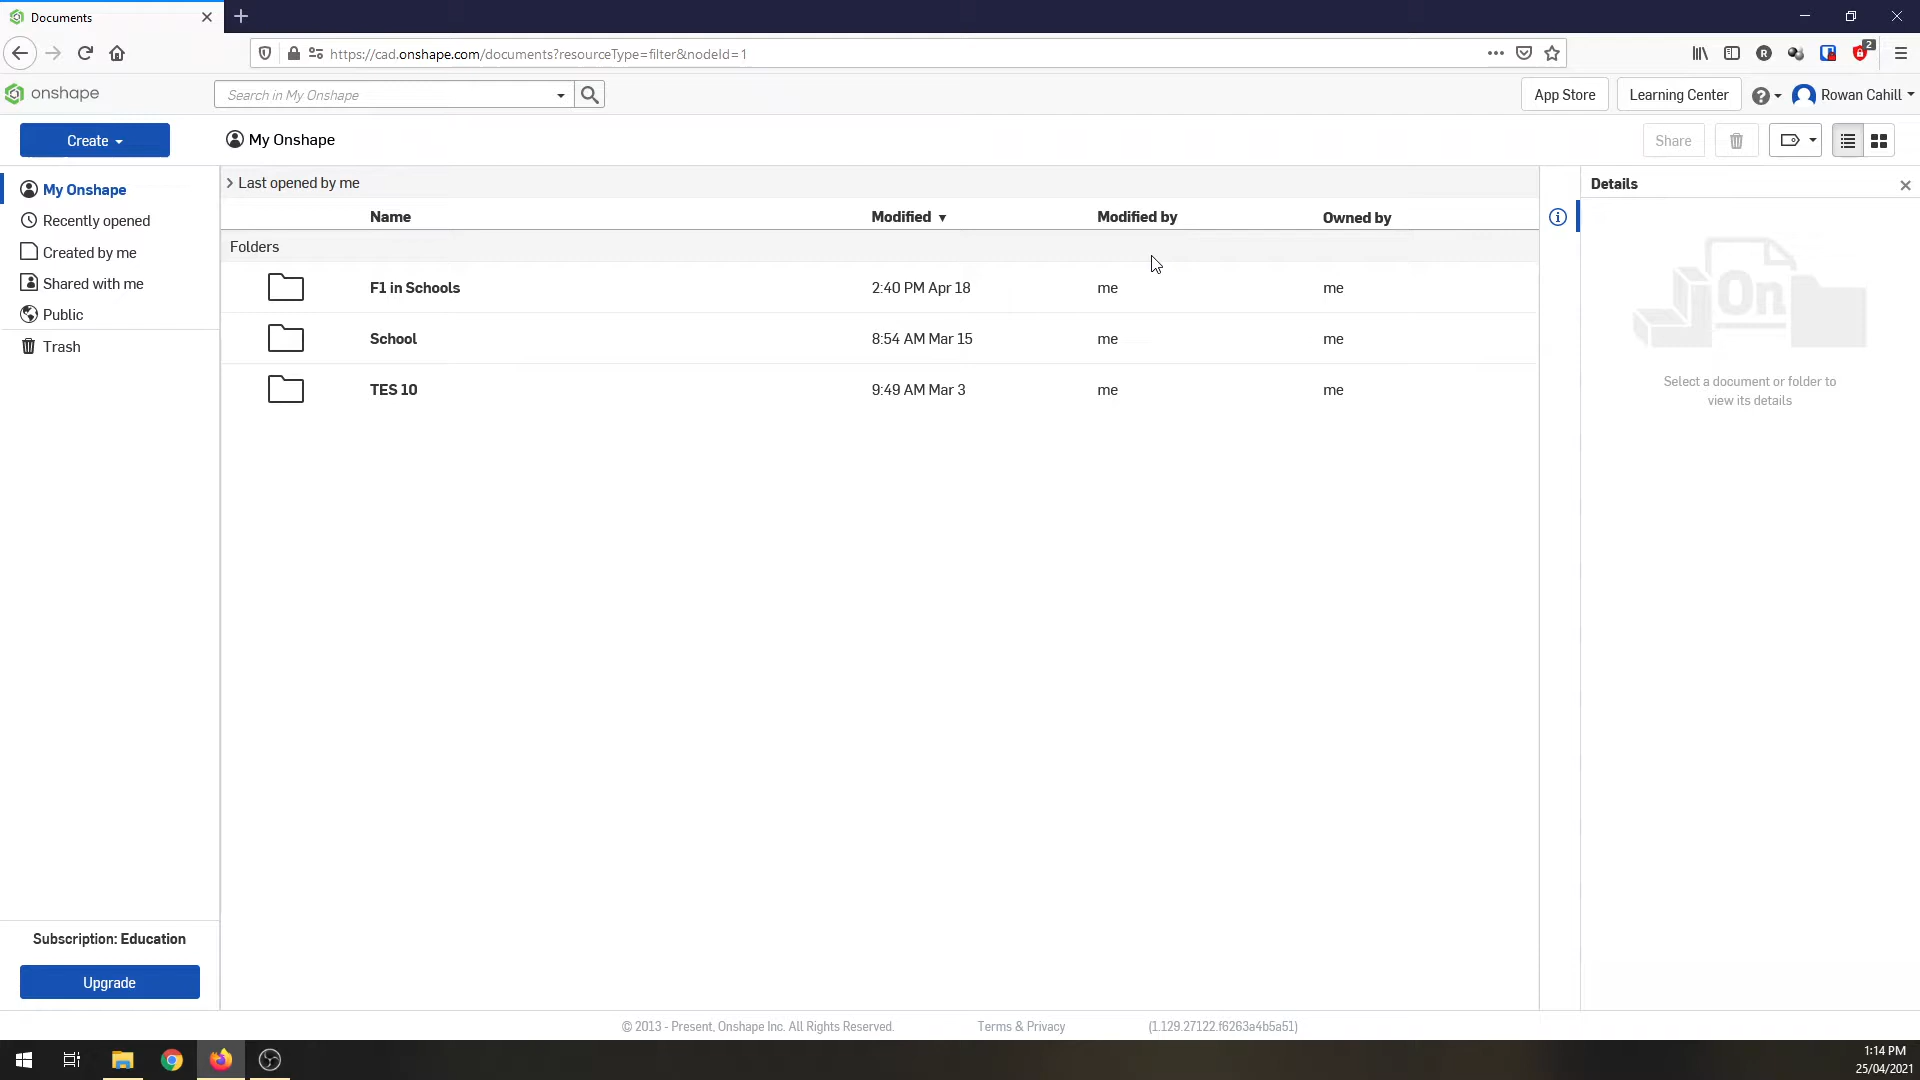 Documents
https://cad.onshape.com/documents?resourceType=filter&nodeId=1
R
2
onshape
Search in My Onshape
App Store
Learning Center
Rowan Cahill
Create
My Onshape
Share
My Onshape
Recently opened
Created by me
Shared with me
Public
Trash
Last opened by me
Name Modified Modified by Owned by
Folders
F1 in Schools 2:40 PM Apr 18 me me
School 8:54 AM Mar 15 me me
TES 10 9:49 AM Mar 3 me me
Details
On
Select a document or folder to
view its details
Subscription: Education
Upgrade
© 2013 - Present, Onshape Inc. All Rights Reserved. Terms & Privacy (1.129.27122.f6263a4b5a51)
1:14 PM
25/04/2021